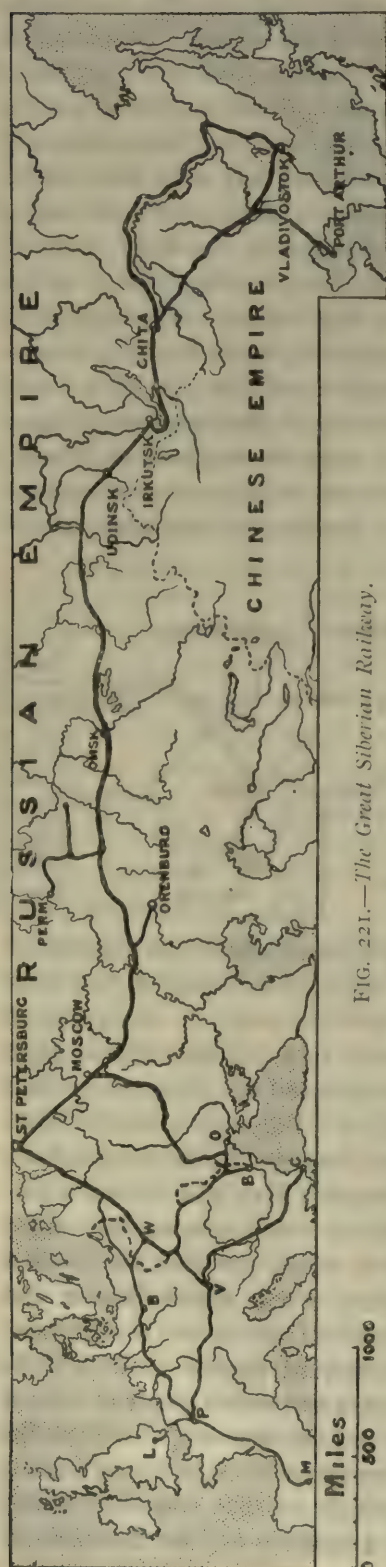 RUSSIAN EMPIRE
ST PETERSBURG
MOSCOW
PERM
ORENBURG
OMSK
UDINSK
IRKUTSK
CHITA
VLADIVOSTOK
PORT ARTHUR
CHINESE EMPIRE
L
P
M
B
W
V
O
B
C
Miles
0 500 1000
FIG. 221.—The Great Siberian Railway.